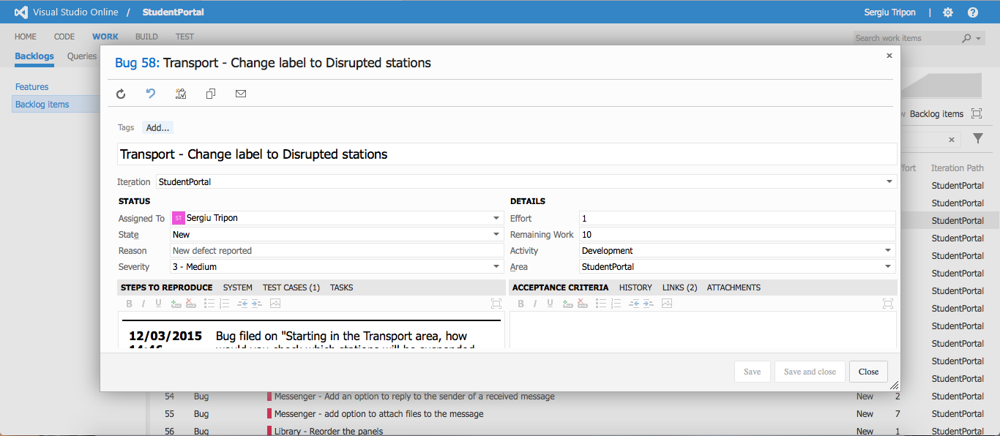 Visual Studio Online / StudentPortal Sergiu Tripon | ?
HOME CODE WORK BUILD TEST Search work items
Backlogs Queries
Bug 58: Transport - Change label to Disrupted stations ×
Features
Backlog items
Backlog items
Tags Add...
Transport - Change label to Disrupted stations ×
Iteration StudentPortal
Iteration Path
STATUS DETAILS
StudentPortal
Assigned To ST Sergiu Tripon Effort 1
StudentPortal
State New Remaining Work 10
StudentPortal
Reason New defect reported Activity Development
StudentPortal
Severity 3 - Medium Area StudentPortal
StudentPortal
StudentPortal
STEPS TO REPRODUCE SYSTEM TEST CASES (1) TASKS ACCEPTANCE CRITERIA HISTORY LINKS (2) ATTACHMENTS
StudentPortal
B I U B I U
StudentPortal
StudentPortal
12/03/2015 Bug filed on "Starting in the Transport area, how
StudentPortal
14:46 would you check which stations will be suspended
StudentPortal
StudentPortal
Save Save and close Close
StudentPortal
54 Bug Messenger - Add an option to reply to the sender of a received message New 2 StudentPortal
55 Bug Messenger - add option to attach files to the message New 7 StudentPortal
56 Bug Library - Reorder the panels New 1 StudentPortal